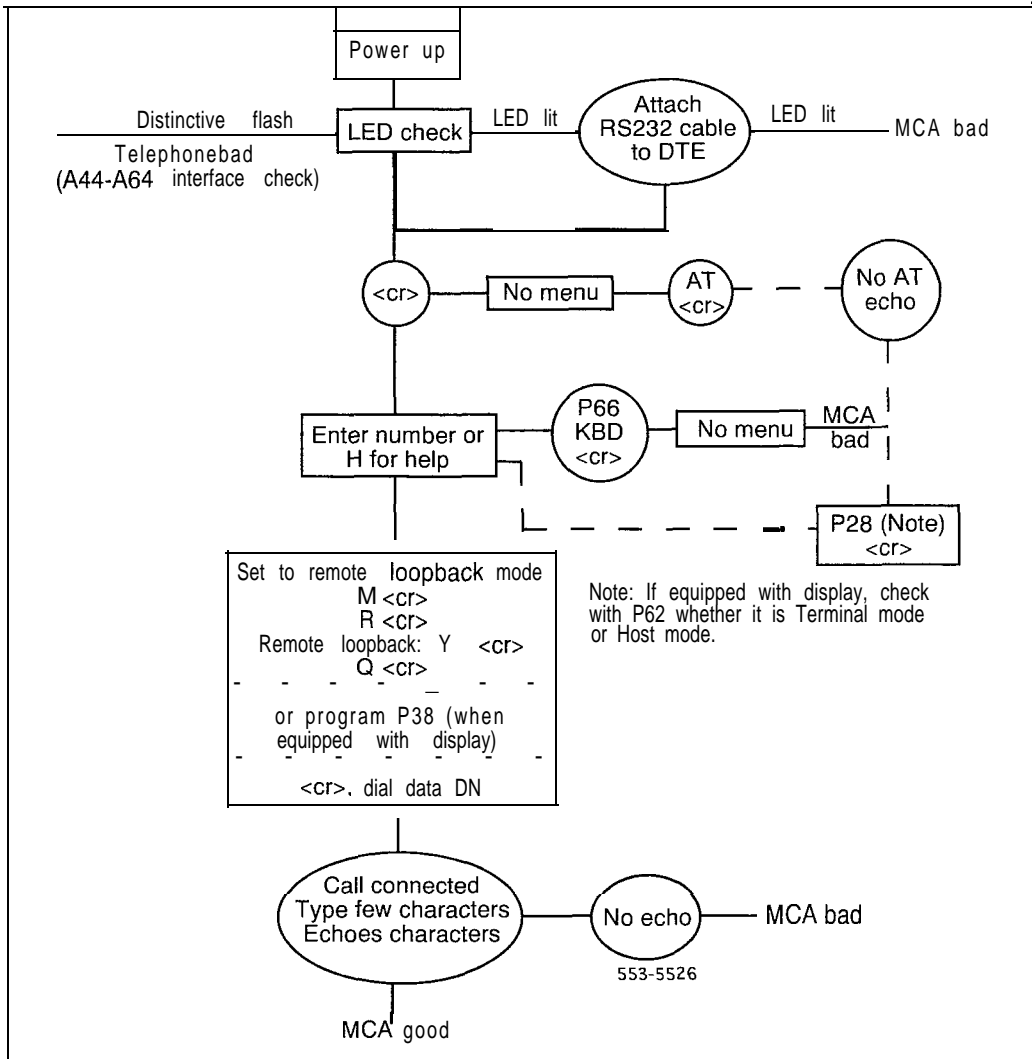 Power up
Distinctive flash
LED check
LED lit
Attach
RS232 cable
to DTE
LED lit
MCA bad
Telephonebad
(A44-A64 interface check)
<cr>
No menu
AT
<cr>
No AT
echo
Enter number or
H for help
P66
KBD
<cr>
No menu
MCA
bad
P28 (Note)
<cr>
Set to remote loopback mode
M <cr>
R <cr>
Remote loopback: Y <cr>
Q <cr>
or program P38 (when
equipped with display)
<cr>, dial data DN
Note: If equipped with display, check
with P62 whether it is Terminal mode
or Host mode.
Call connected
Type few characters
Echoes characters
No echo
MCA bad
553-5526
MCA good